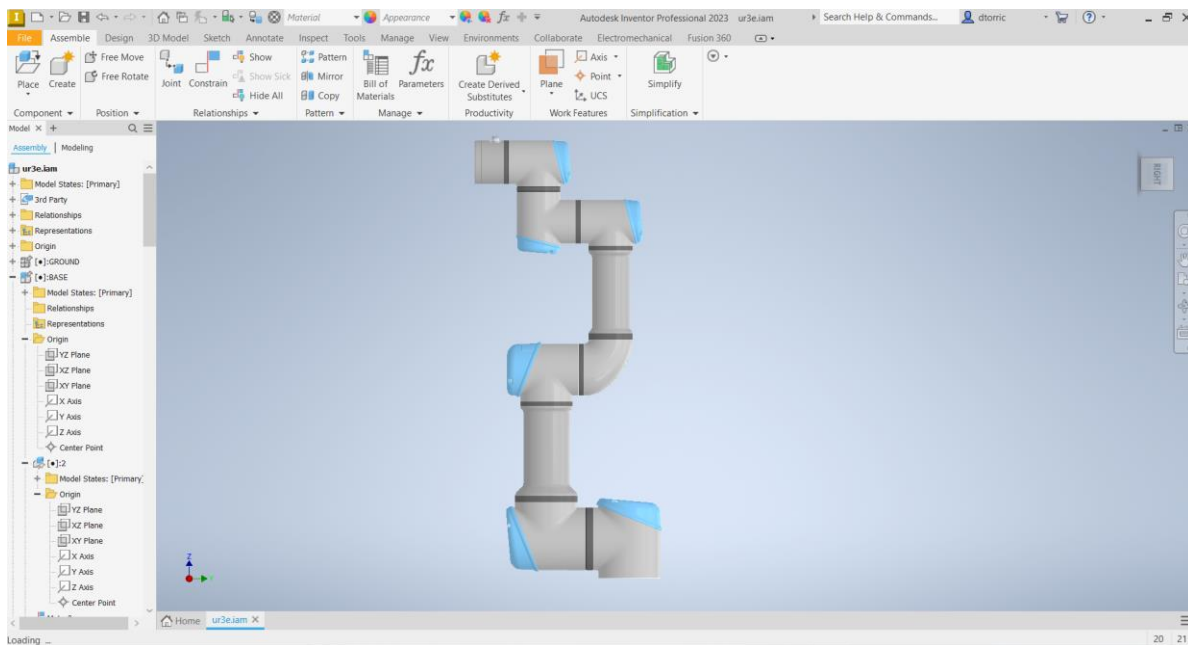 I Material Appearance fx Autodesk Inventor Professional 2023 ur3e.iam Search Help & Commands... dtorric
File Assemble Design 3D Model Sketch Annotate Inspect Tools Manage View Environments Collaborate Electromechanical Fusion 360
Place Create Free Move Free Rotate
Joint Constrain Show Show Sick Hide All
Pattern Mirror Copy
Bill of Materials fx Parameters
Create Derived Substitutes
Plane Axis Point UCS
Simplify
Component Position Relationships Pattern Manage Productivity Work Features Simplification
Model × +
Assembly | Modeling
ur3e.iam
Model States: [Primary]
3rd Party
Relationships
Representations
Origin
[•]:GROUND
[•]:BASE
Model States: [Primary]
Relationships
Representations
Origin
YZ Plane
XZ Plane
XY Plane
X Axis
Y Axis
Z Axis
Center Point
[•]:2
Model States: [Primary]
Origin
YZ Plane
XZ Plane
XY Plane
X Axis
Y Axis
Z Axis
Center Point
RIGHT
Z
Home ur3e.iam ×
Loading ...
20 21